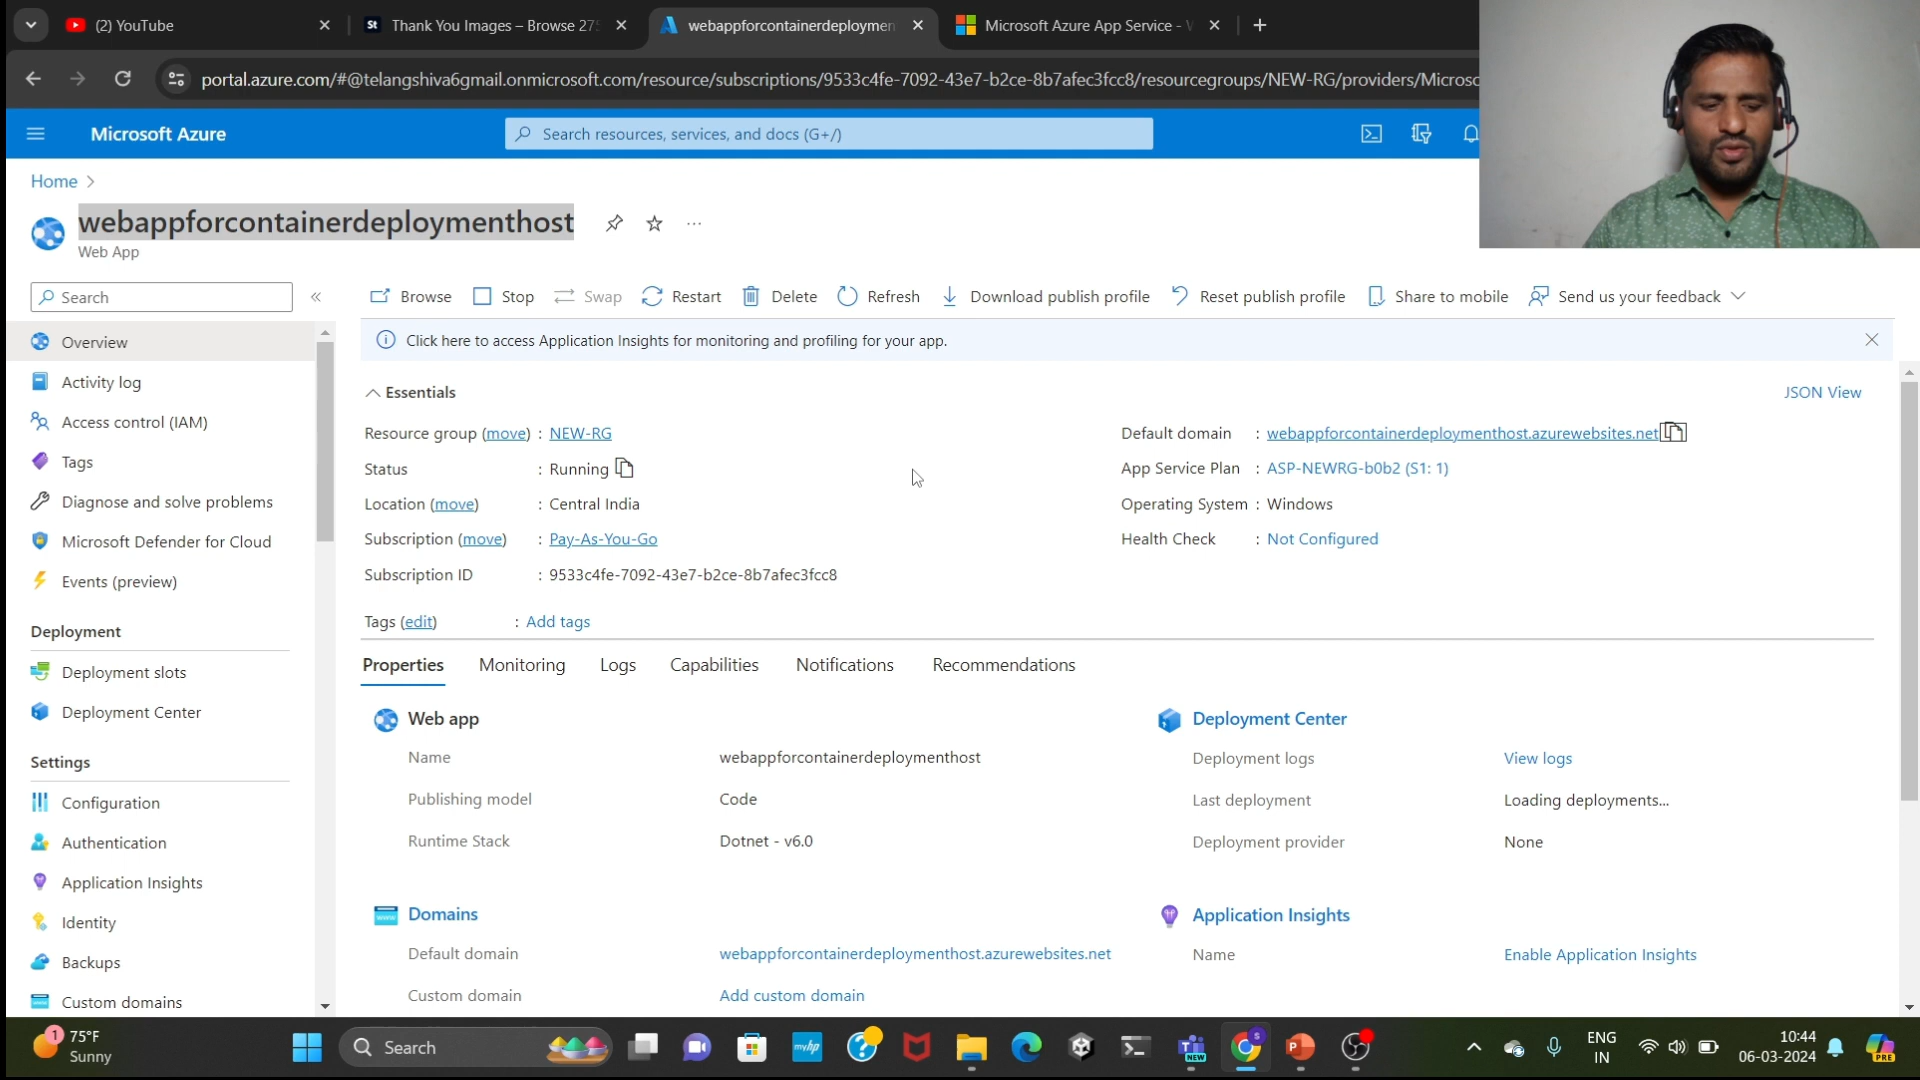 (2) YouTube
St Thank You Images – Browse 27
webappforcontainerdeploymen
Microsoft Azure App Service -
portal.azure.com/#@telangshiva6gmail.onmicrosoft.com/resource/subscriptions/9533c4fe-7092-43e7-b2ce-8b7afec3fcc8/resourcegroups/NEW-RG/providers/Microsc
Microsoft Azure
Search resources, services, and docs (G+/)
Home
webappforcontainerdeploymenthost
Web App
Search
Browse Stop Swap Restart Delete Refresh Download publish profile Reset publish profile Share to mobile Send us your feedback
Overview
Activity log
Access control (IAM)
Tags
Diagnose and solve problems
Microsoft Defender for Cloud
Events (preview)
Deployment
Deployment slots
Deployment Center
Settings
Configuration
Authentication
Application Insights
Identity
Backups
Custom domains
Click here to access Application Insights for monitoring and profiling for your app.
Essentials
JSON View
Resource group (move) : NEW-RG
Status : Running
Location (move) : Central India
Subscription (move) : Pay-As-You-Go
Subscription ID : 9533c4fe-7092-43e7-b2ce-8b7afec3fcc8
Tags (edit) : Add tags
Default domain : webappforcontainerdeploymenthost.azurewebsites.net
App Service Plan : ASP-NEWRG-b0b2 (S1: 1)
Operating System : Windows
Health Check : Not Configured
Properties Monitoring Logs Capabilities Notifications Recommendations
Web app
Name webappforcontainerdeploymenthost
Publishing model Code
Runtime Stack Dotnet - v6.0
Domains
Default domain webappforcontainerdeploymenthost.azurewebsites.net
Custom domain Add custom domain
Deployment Center
Deployment logs View logs
Last deployment Loading deployments...
Deployment provider None
Application Insights
Name Enable Application Insights
1
75°F
Sunny
Search
myhp
NEW
ENG
IN
10:44
06-03-2024
PRE